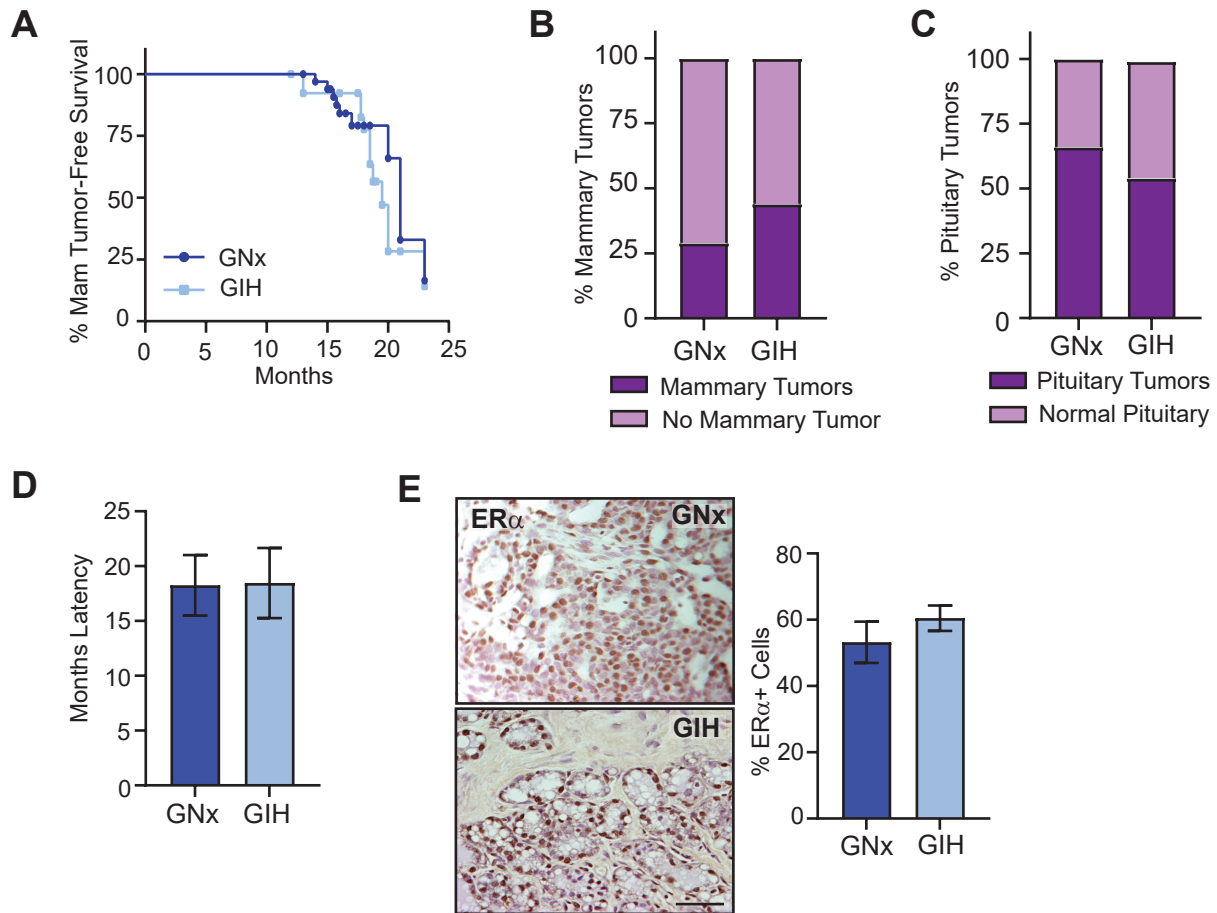 A
% Mam Tumor-Free Survival
100
75
50
25
0
GNx
GIH
0 5 10 15 20 25
Months
B
% Mammary Tumors
100
75
50
25
0
GNx GIH
Mammary Tumors
No Mammary Tumor
C
% Pituitary Tumors
100
75
50
25
0
GNx GIH
Pituitary Tumors
Normal Pituitary
D
Months Latency
25
20
15
10
5
0
GNx GIH
E
ERα GNx
GIH
% ERα+ Cells
80
60
40
20
0
GNx GIH